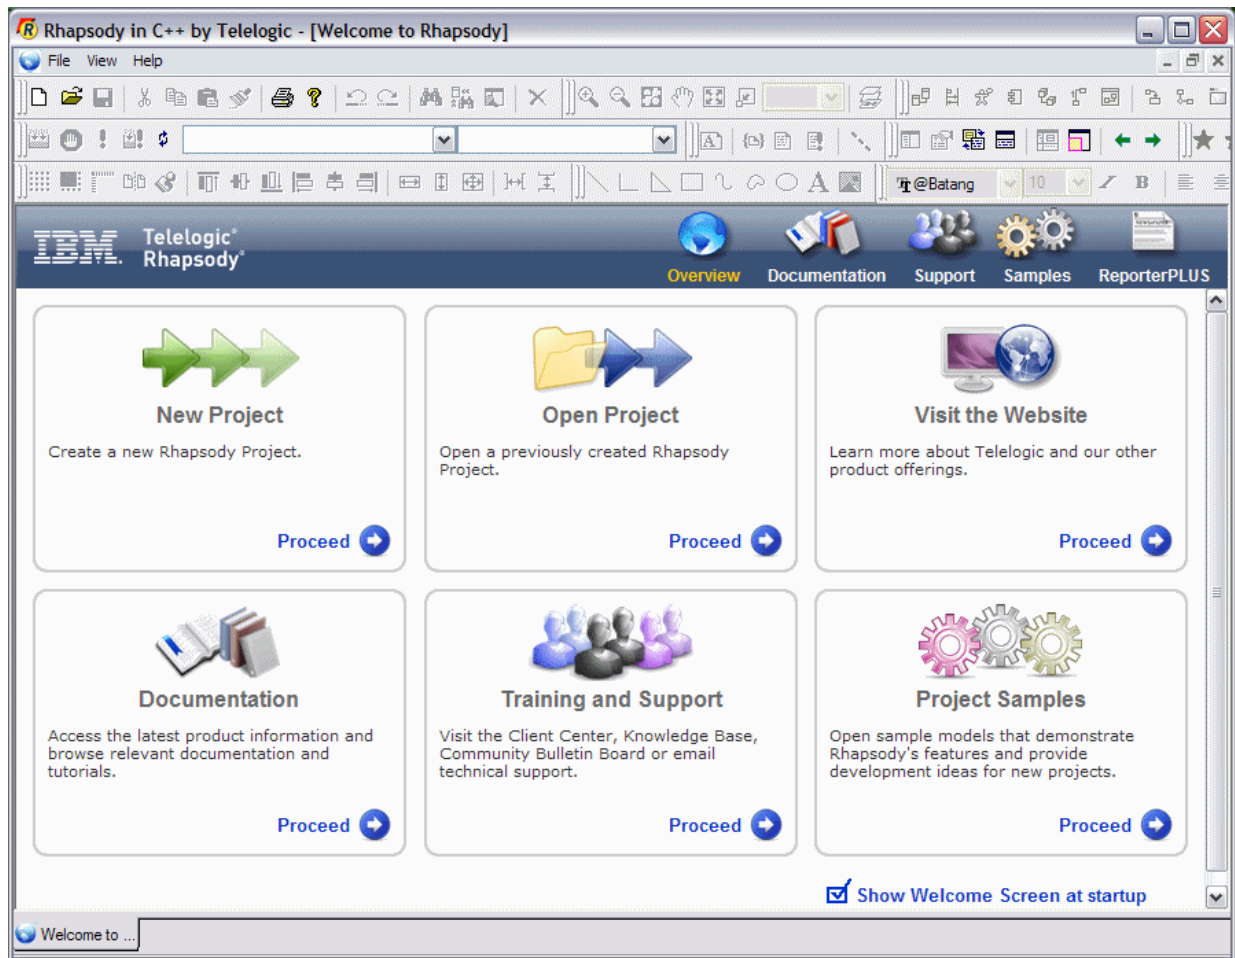 Rhapsody in C++ by Telelogic - [Welcome to Rhapsody]
File View Help
@Batang 10 B
IBM. Telelogic®
Rhapsody®
Overview Documentation Support Samples ReporterPLUS
New Project
Create a new Rhapsody Project.
Proceed
Open Project
Open a previously created Rhapsody
Project.
Proceed
Visit the Website
Learn more about Telelogic and our other
product offerings.
Proceed
Documentation
Access the latest product information and
browse relevant documentation and
tutorials.
Proceed
Training and Support
Visit the Client Center, Knowledge Base,
Community Bulletin Board or email
technical support.
Proceed
Project Samples
Open sample models that demonstrate
Rhapsody's features and provide
development ideas for new projects.
Proceed
Show Welcome Screen at startup
Welcome to ...